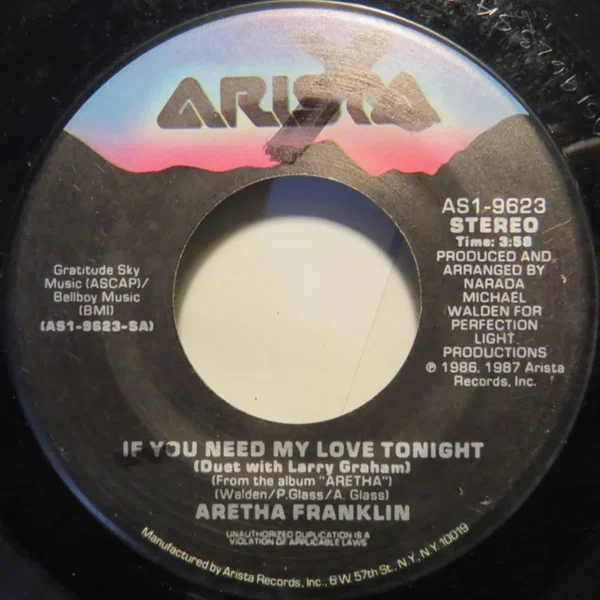 ARISTA
AS1-9623
STEREO
Time: 3:58
PRODUCED AND
ARRANGED BY
NARADA
MICHAEL
WALDEN FOR
PERFECTION
LIGHT
PRODUCTIONS
℗ 1986, 1987 Arista
Records, Inc.
Gratitude Sky
Music (ASCAP)/
Bellboy Music
(BMI)
(AS1-9623-SA)
IF YOU NEED MY LOVE TONIGHT
(Duet with Larry Graham)
(From the album "ARETHA")
(Walden/P.Glass/A. Glass)
ARETHA FRANKLIN
UNAUTHORIZED DUPLICATION IS A
VIOLATION OF APPLICABLE LAWS
Manufactured by Arista Records, Inc., 6 W. 57th St., N.Y., N.Y. 10019